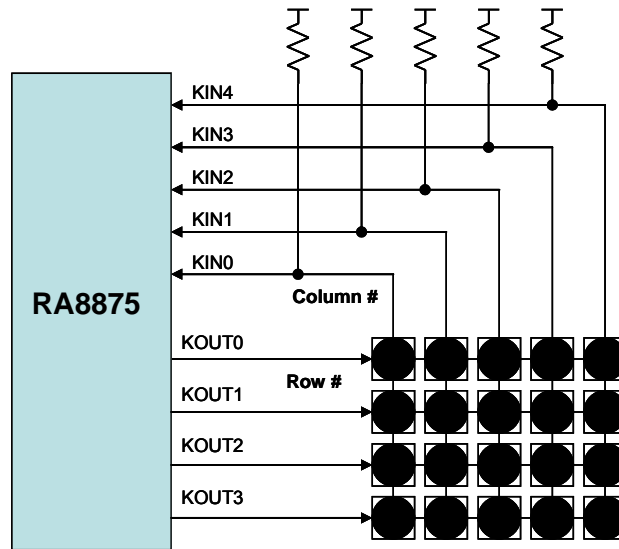 KIN4
KIN3
KIN2
KIN1
KIN0
Column #
RA8875
KOUT0
Row #
KOUT1
KOUT2
KOUT3